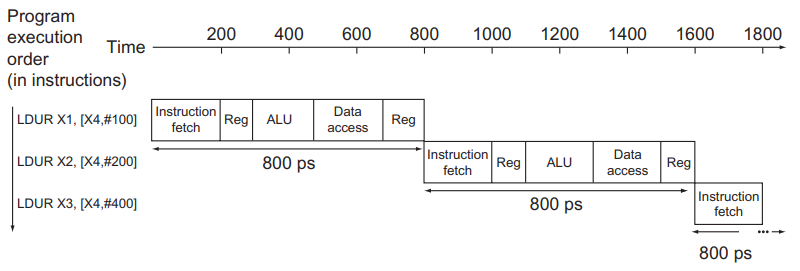 Program
execution
order
(in instructions)
Time
200 400 600 800 1000 1200 1400 1600 1800
LDUR X1, [X4,#100]
Instruction
fetch
Reg
ALU
Data
access
Reg
800 ps
LDUR X2, [X4,#200]
Instruction
fetch
Reg
ALU
Data
access
Reg
800 ps
LDUR X3, [X4,#400]
Instruction
fetch
...
800 ps